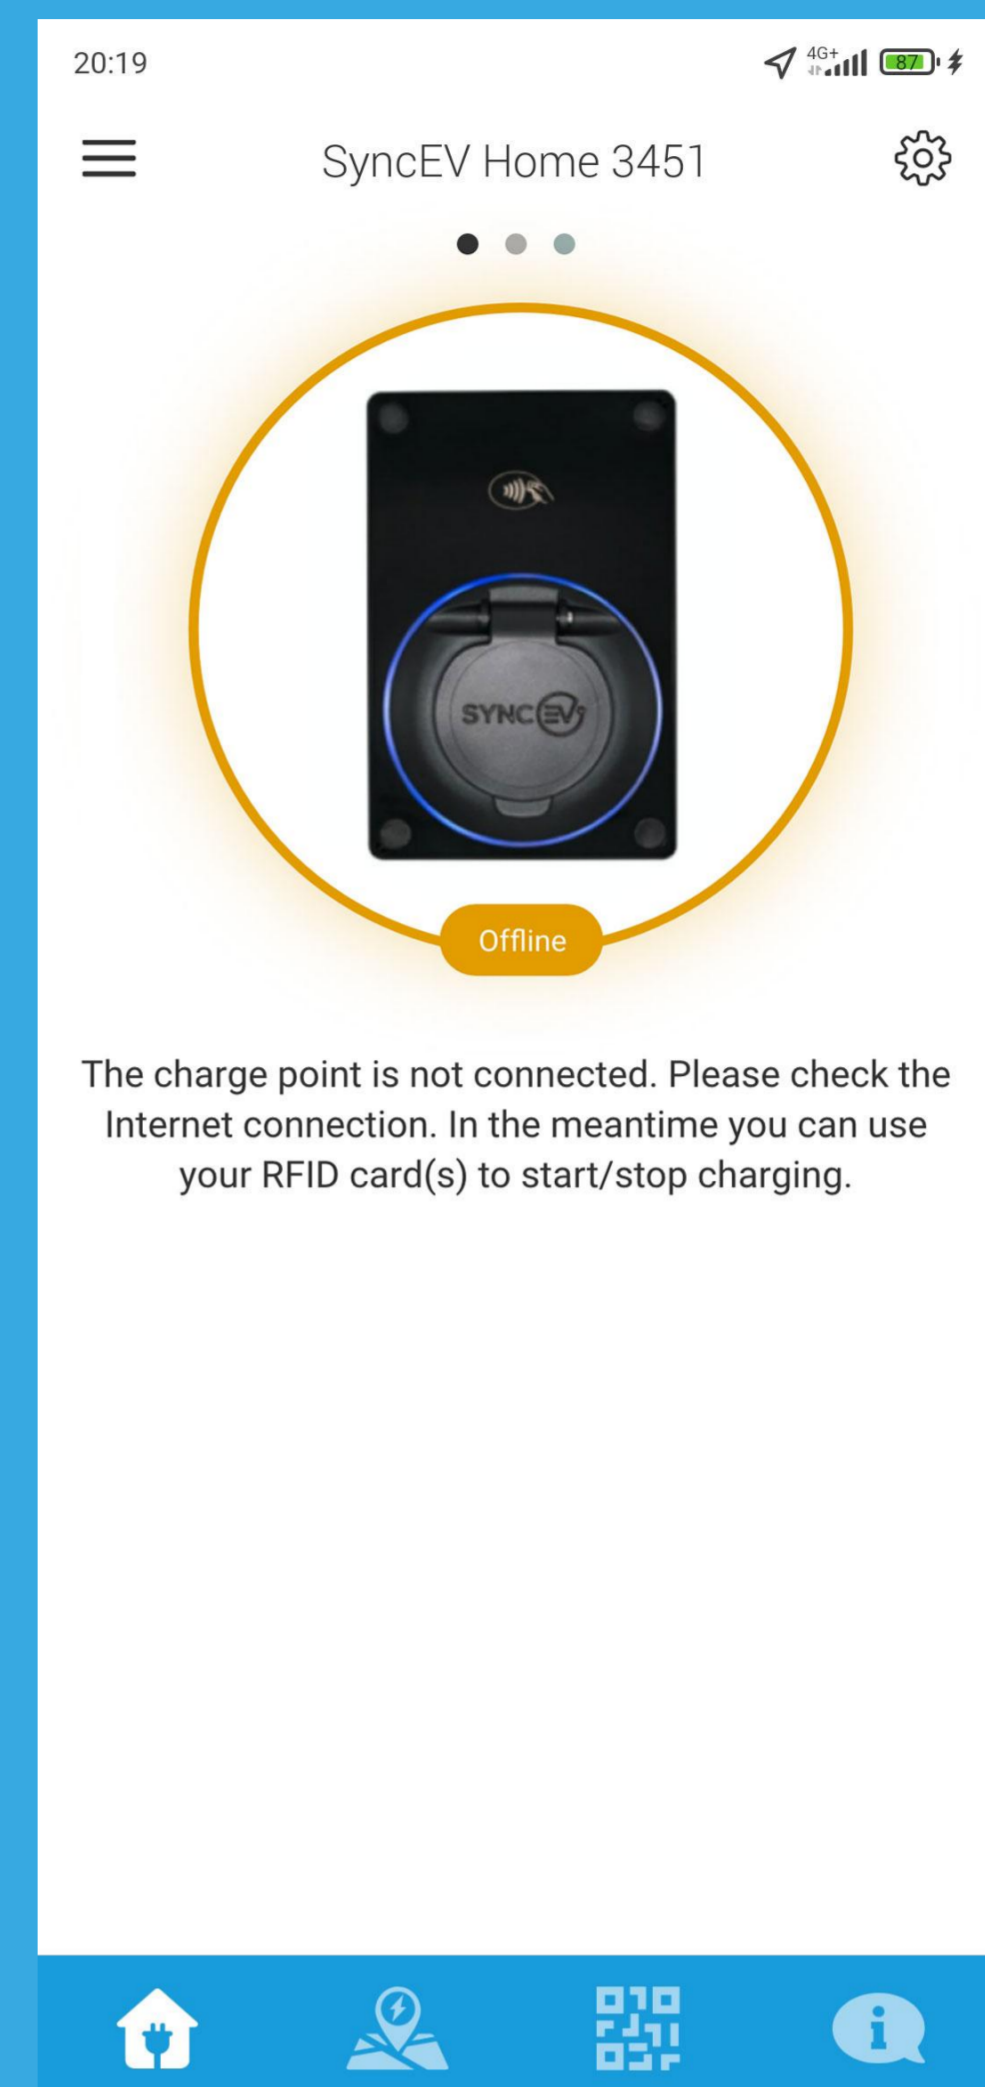 20:19
4G+
87
SyncEV Home 3451
SYNC EV
Offline
The charge point is not connected. Please check the
Internet connection. In the meantime you can use
your RFID card(s) to start/stop charging.